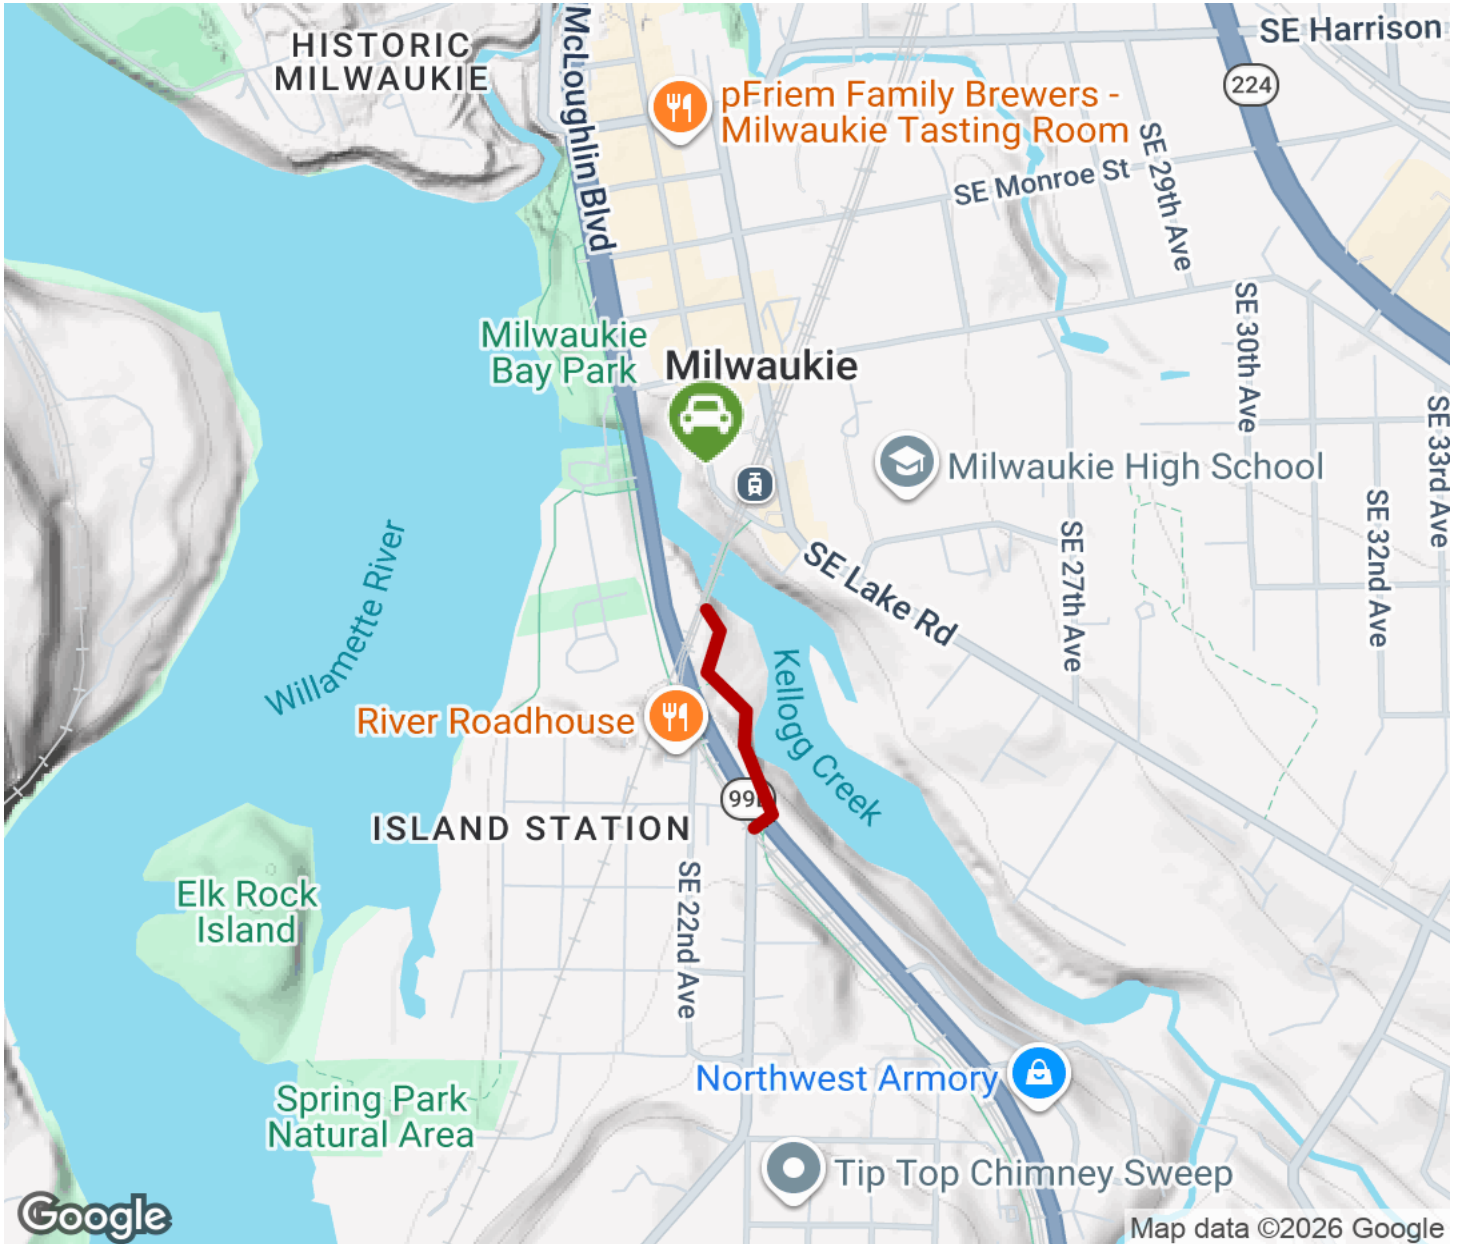 HISTORIC
MILWAUKIE
McLoughlin Blvd
SE Harrison
224
pFriem Family Brewers -
Milwaukie Tasting Room
SE Monroe St
SE 29th Ave
SE 30th Ave
SE 33rd Ave
Milwaukie
Bay Park
Milwaukie
Milwaukie High School
SE 32nd Ave
SE 27th Ave
SE Lake Rd
Willamette River
Kellogg Creek
River Roadhouse
ISLAND STATION
SE 22nd Ave
Elk Rock
Island
Northwest Armory
Spring Park
Natural Area
Tip Top Chimney Sweep
Google
Map data ©2026 Google